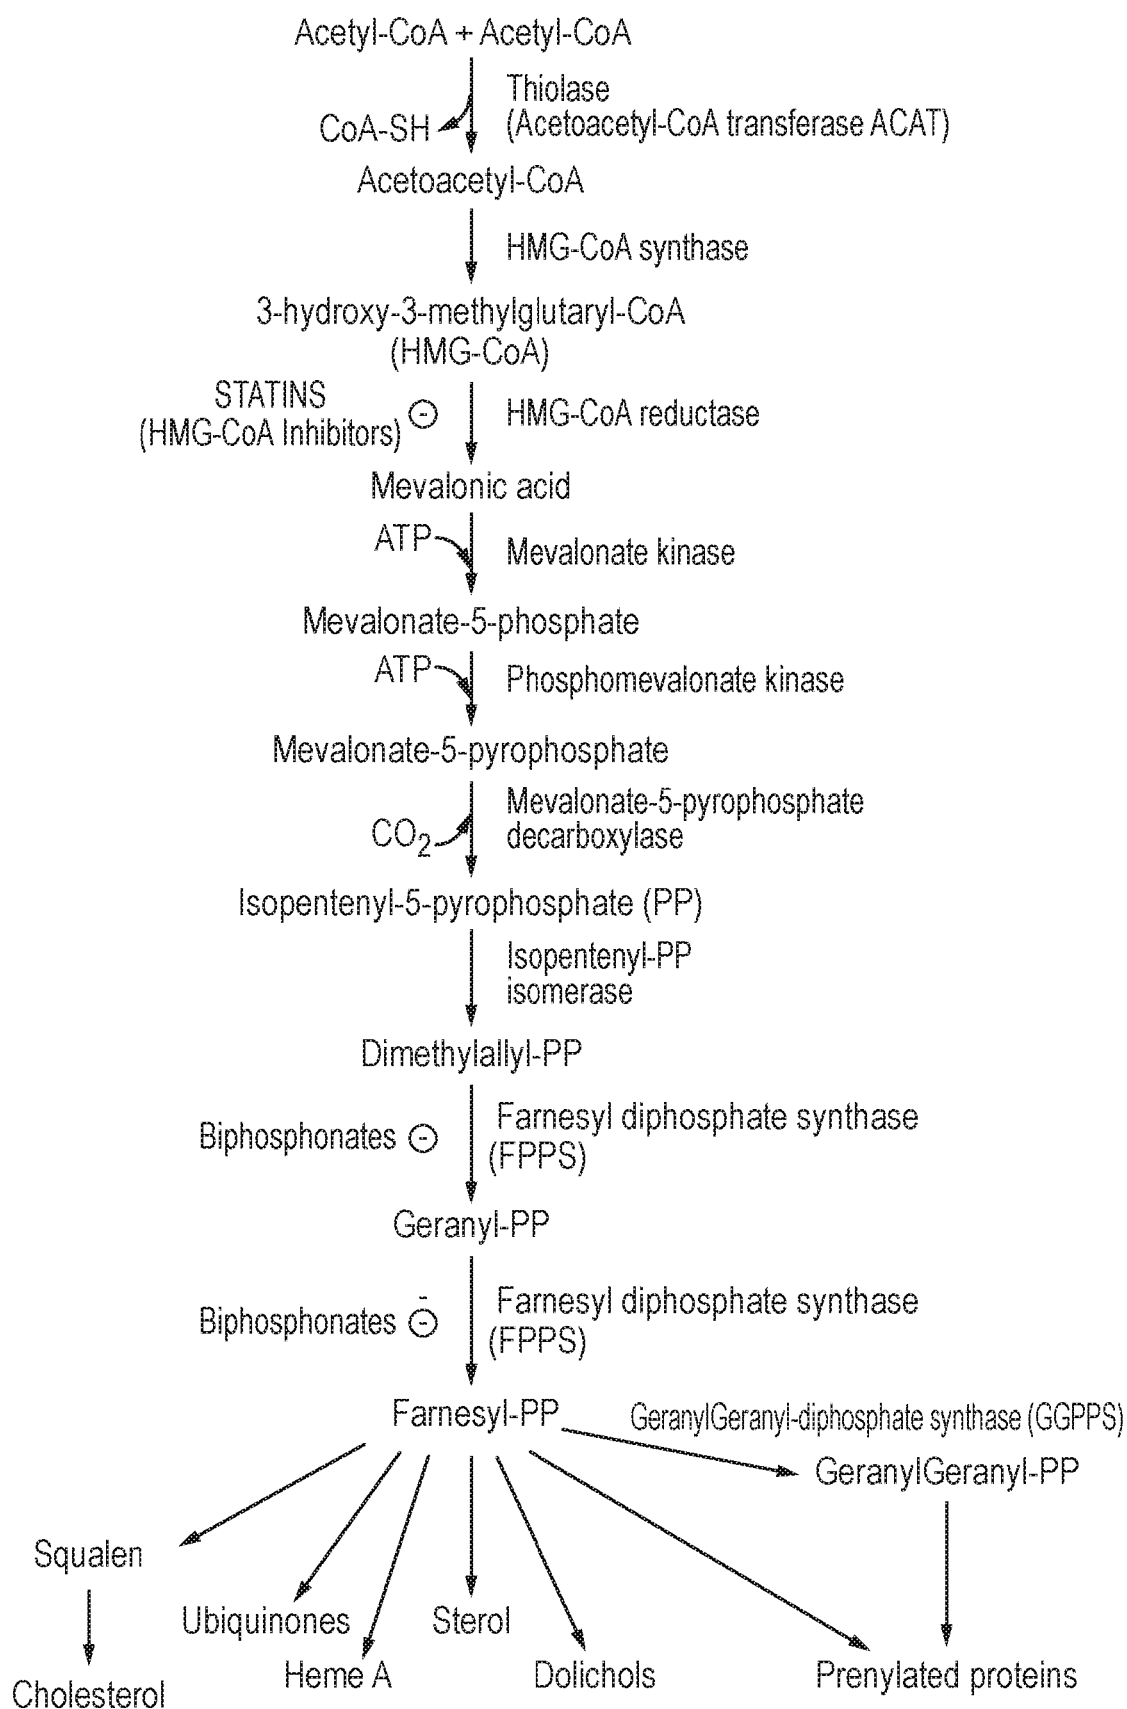 Acetyl-CoA + Acetyl-CoA
Thiolase
(Acetoacetyl-CoA transferase ACAT)
CoA-SH
Acetoacetyl-CoA
HMG-CoA synthase
3-hydroxy-3-methylglutaryl-CoA
(HMG-CoA)
STATINS
(HMG-CoA Inhibitors)
-
HMG-CoA reductase
Mevalonic acid
ATP
Mevalonate kinase
Mevalonate-5-phosphate
ATP
Phosphomevalonate kinase
Mevalonate-5-pyrophosphate
Mevalonate-5-pyrophosphate
decarboxylase
CO2
Isopentenyl-5-pyrophosphate (PP)
Isopentenyl-PP
isomerase
Dimethylallyl-PP
Biphosphonates -
Farnesyl diphosphate synthase
(FPPS)
Geranyl-PP
Biphosphonates -
Farnesyl diphosphate synthase
(FPPS)
Farnesyl-PP
GeranylGeranyl-diphosphate synthase (GGPPS)
GeranylGeranyl-PP
Squalen
Ubiquinones
Sterol
Heme A
Dolichols
Prenylated proteins
Cholesterol